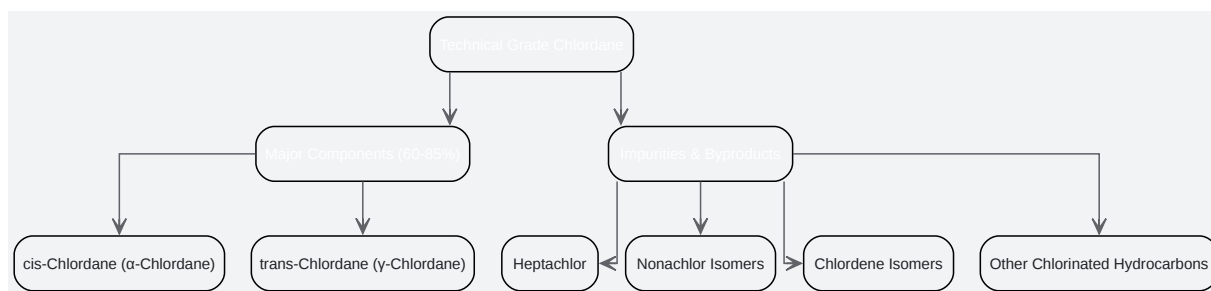 Technical Grade Chlordane
Major Components (60-85%)
Impurities & Byproducts
cis-Chlordane (α-Chlordane)
trans-Chlordane (γ-Chlordane)
Heptachlor
Nonachlor Isomers
Chlordene Isomers
Other Chlorinated Hydrocarbons